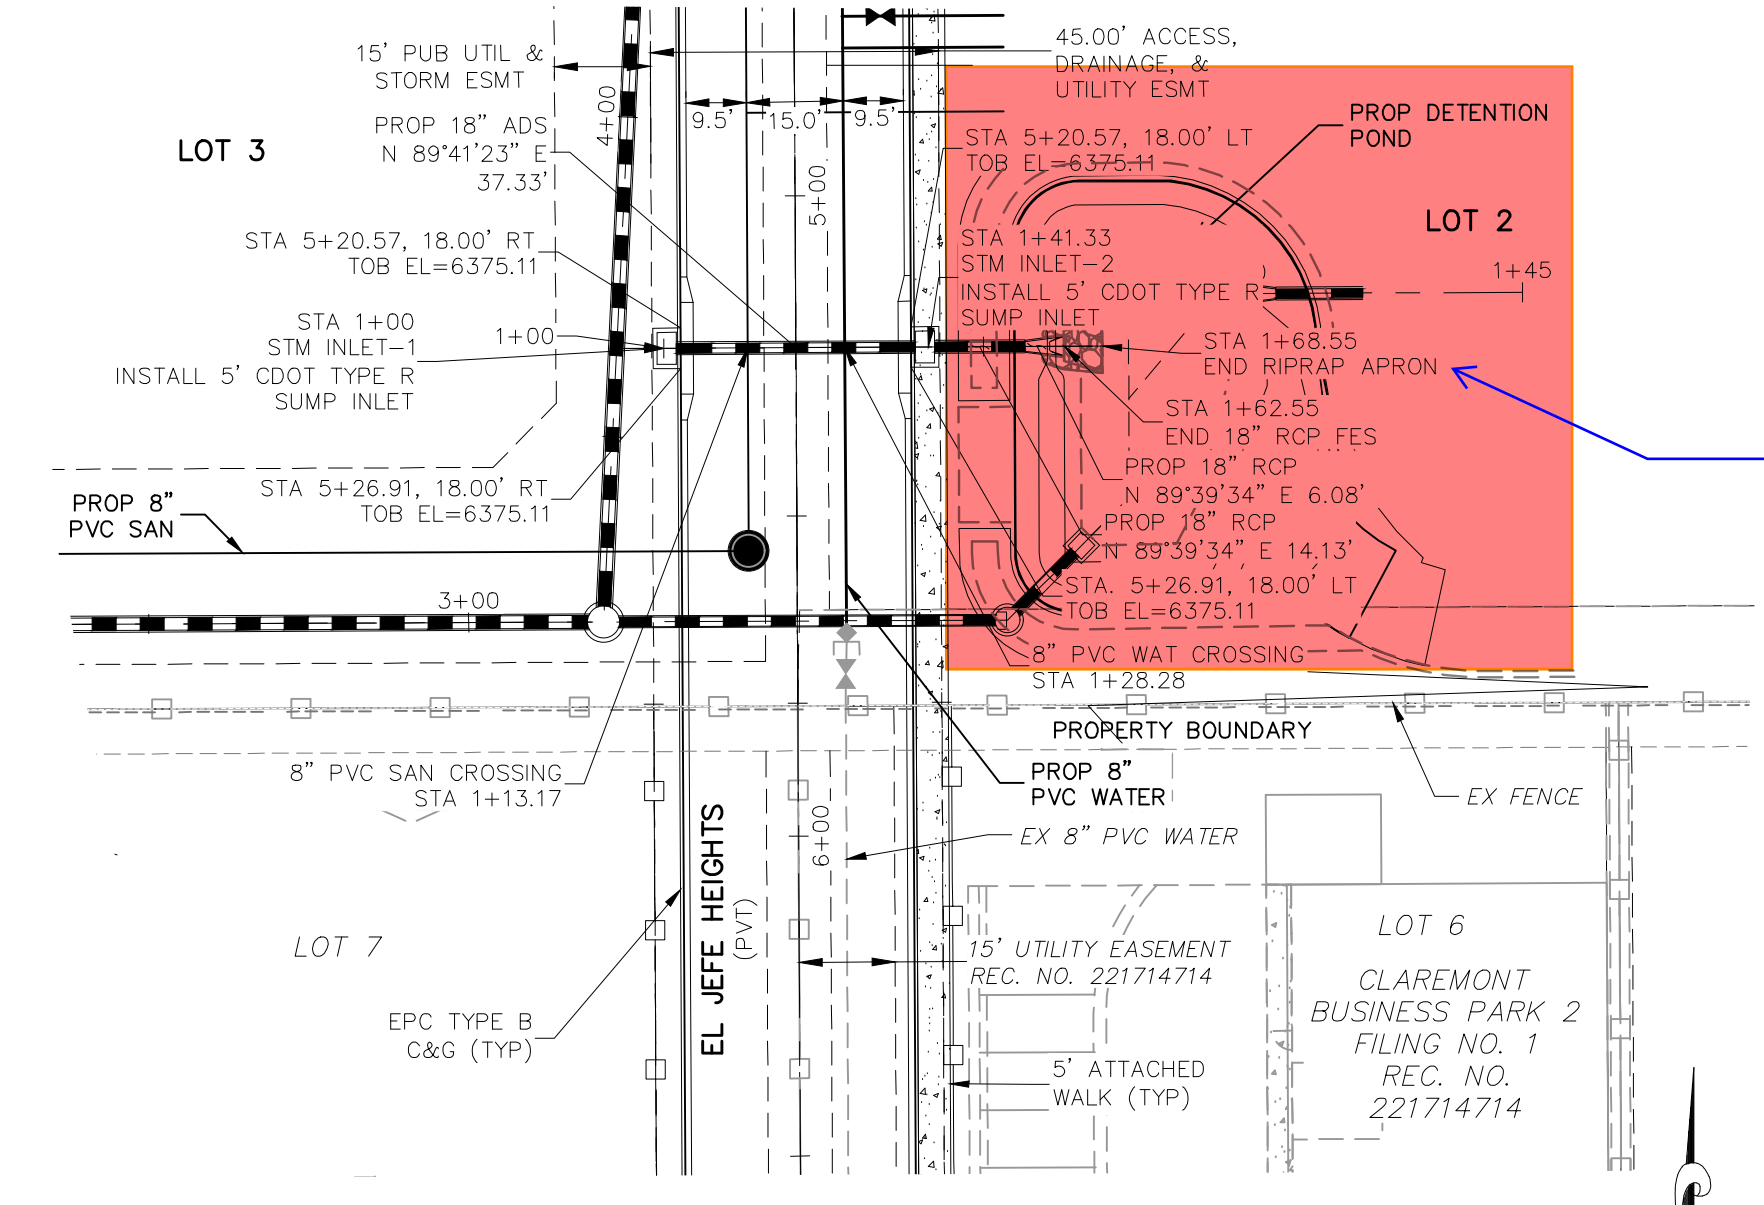 15' PUB UTIL &
STORM ESMT
45.00' ACCESS,
DRAINAGE, &
UTILITY ESMT
4+00
9.5'
15.0'
9.5'
PROP DETENTION
POND
PROP 18" ADS
N 89°41'23" E
37.33'
LOT 3
STA 5+20.57, 18.00' LT
TOB EL=6375.11
5+00
LOT 2
STA 5+20.57, 18.00' RT
TOB EL=6375.11
STA 1+41.33
STM INLET-2
INSTALL 5' CDOT TYPE R
SUMP INLET
1+45
STA 1+00
STM INLET-1
INSTALL 5' CDOT TYPE R
SUMP INLET
1+00
STA 1+68.55
END RIPRAP APRON
STA 1+62.55
END 18" RCP FES
PROP 18" RCP
N 89°39'34" E 6.08'
PROP 8"
PVC SAN
STA 5+26.91, 18.00' RT
TOB EL=6375.11
PROP 18" RCP
N 89°39'34" E 14.13'
STA. 5+26.91, 18.00' LT
TOB EL=6375.11
3+00
8" PVC WAT CROSSING
STA 1+28.28
PROPERTY BOUNDARY
8" PVC SAN CROSSING
STA 1+13.17
PROP 8"
PVC WATER
EX FENCE
6+00
EX 8" PVC WATER
EL JEFE HEIGHTS
(PVT)
LOT 7
15' UTILITY EASEMENT
REC. NO. 221714714
LOT 6
CLAREMONT
BUSINESS PARK 2
FILING NO. 1
REC. NO.
221714714
EPC TYPE B
C&G (TYP)
5' ATTACHED
WALK (TYP)